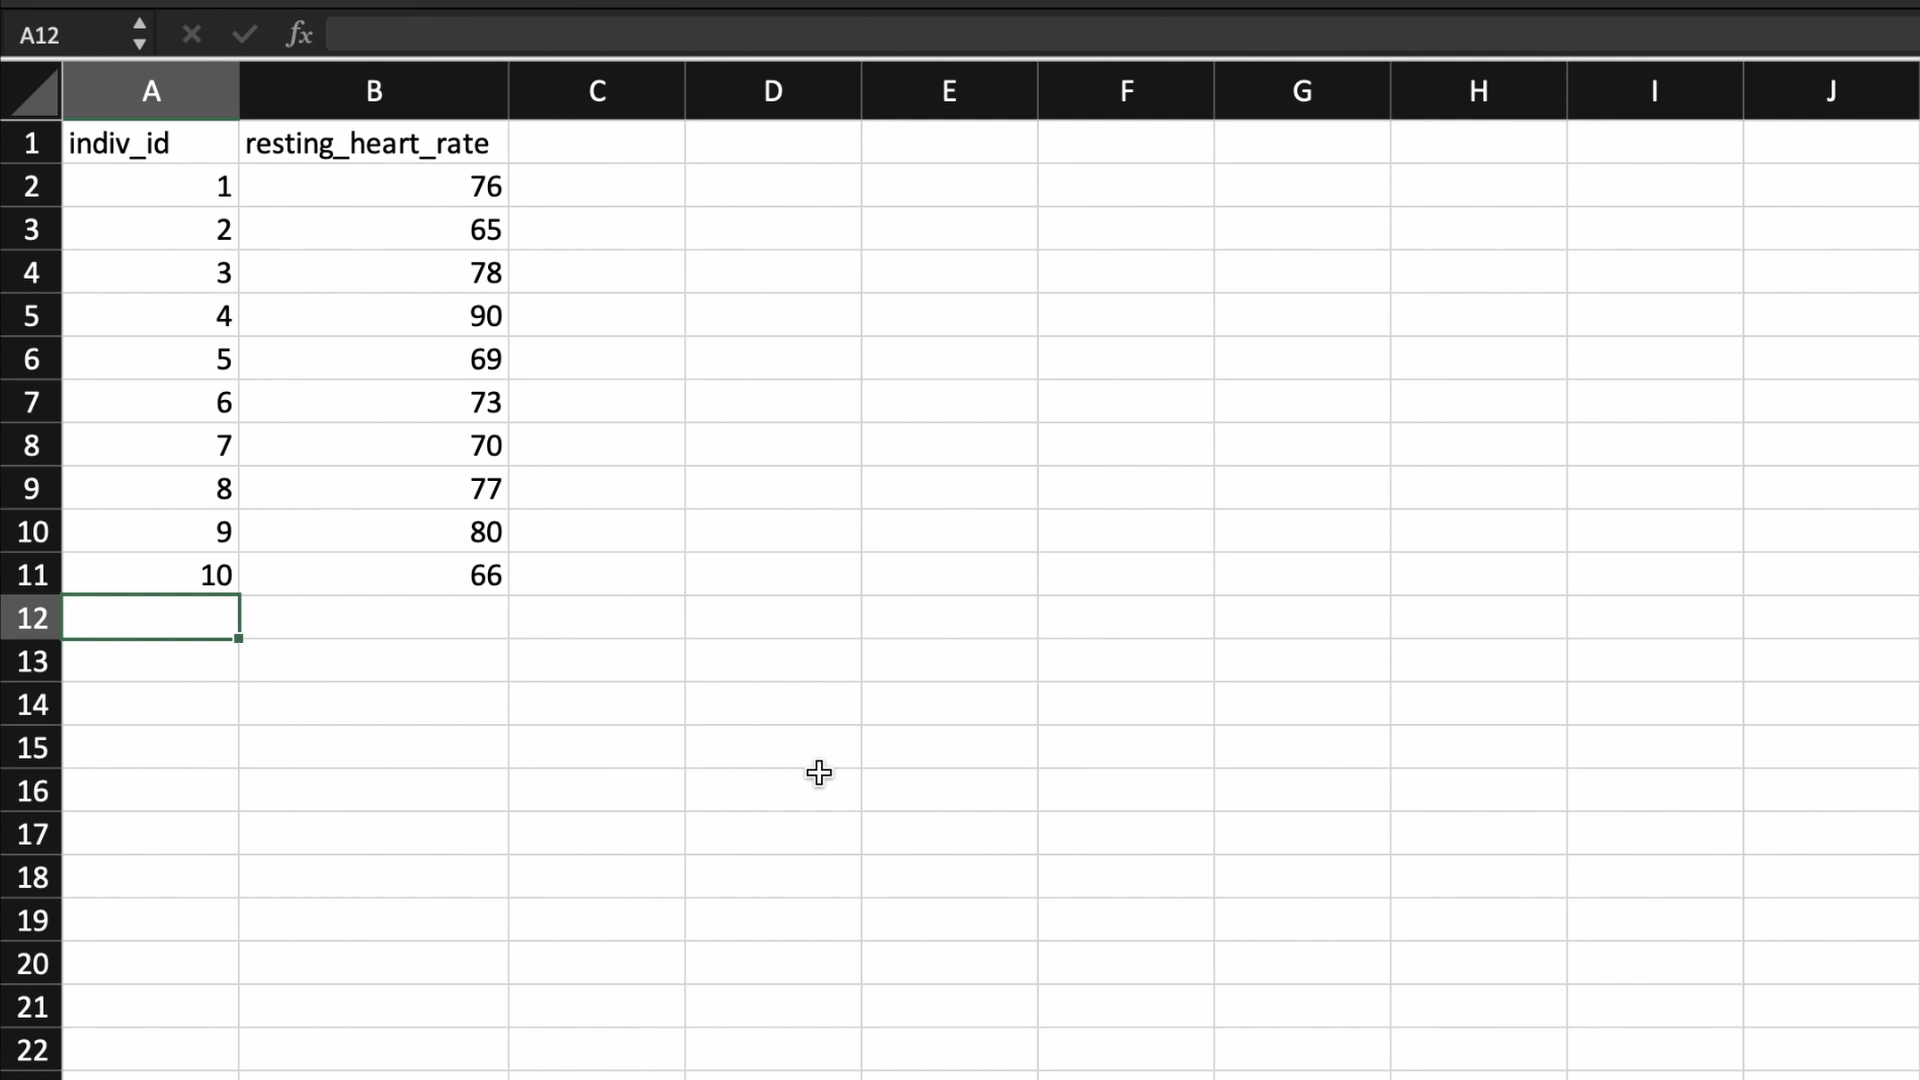 A12 fx
A B C D E F G H I J
1 indiv_id resting_heart_rate
2 1 76
3 2 65
4 3 78
5 4 90
6 5 69
7 6 73
8 7 70
9 8 77
10 9 80
11 10 66
12
13
14
15
16
17
18
19
20
21
22